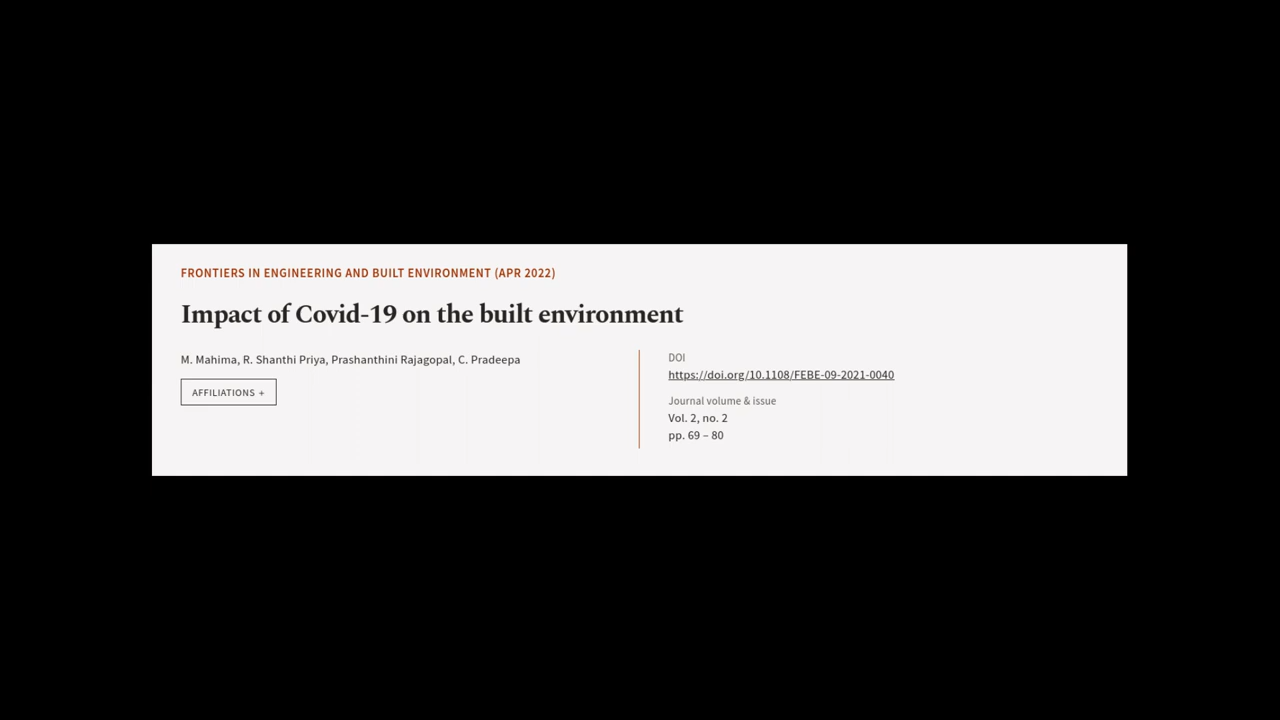 FRONTIERS IN ENGINEERING AND BUILT ENVIRONMENT (APR 2022)
Impact of Covid-19 on the built environment
M. Mahima, R. Shanthi Priya, Prashanthini Rajagopal, C. Pradeepa
AFFILIATIONS +
DOI
https://doi.org/10.1108/FEBE-09-2021-0040
Journal volume & issue
Vol. 2, no. 2
pp. 69 – 80